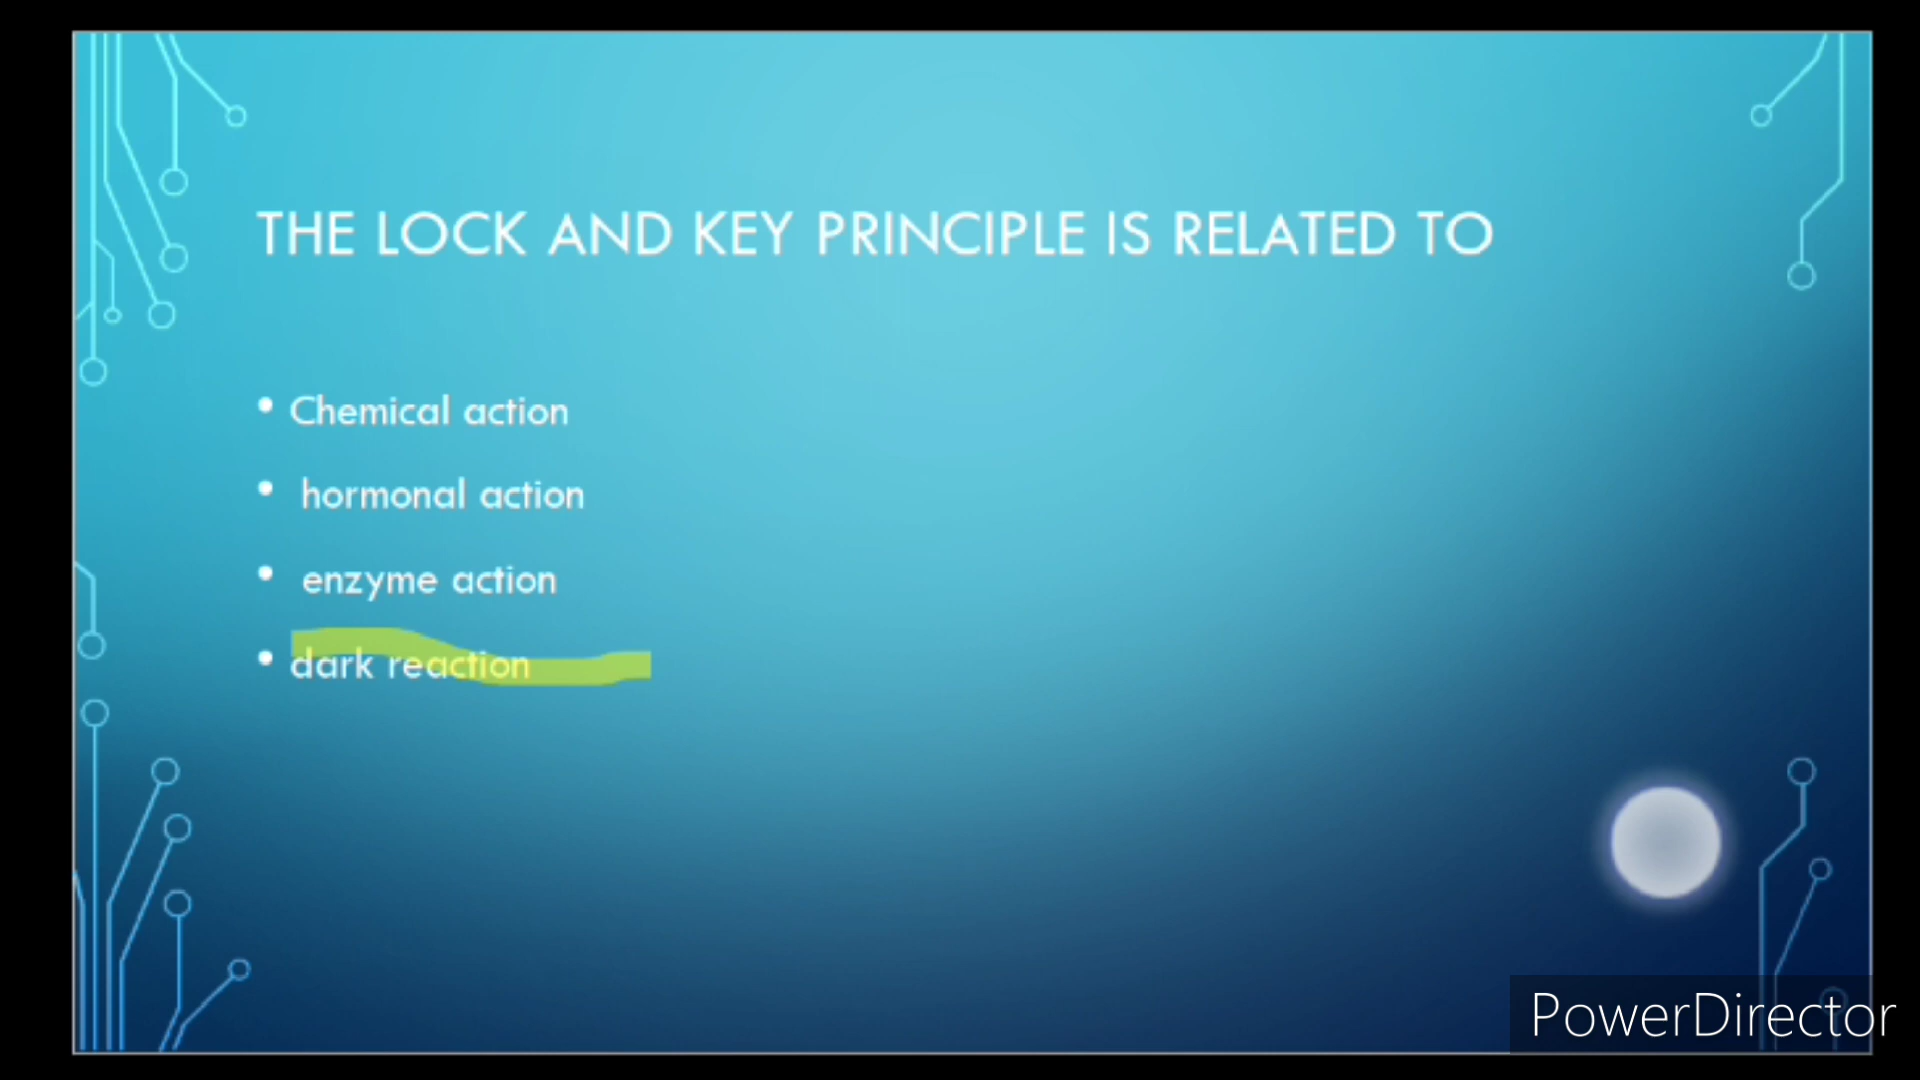 THE LOCK AND KEY PRINCIPLE IS RELATED TO
• Chemical action
• hormonal action
• enzyme action
• dark reaction
PowerDirector